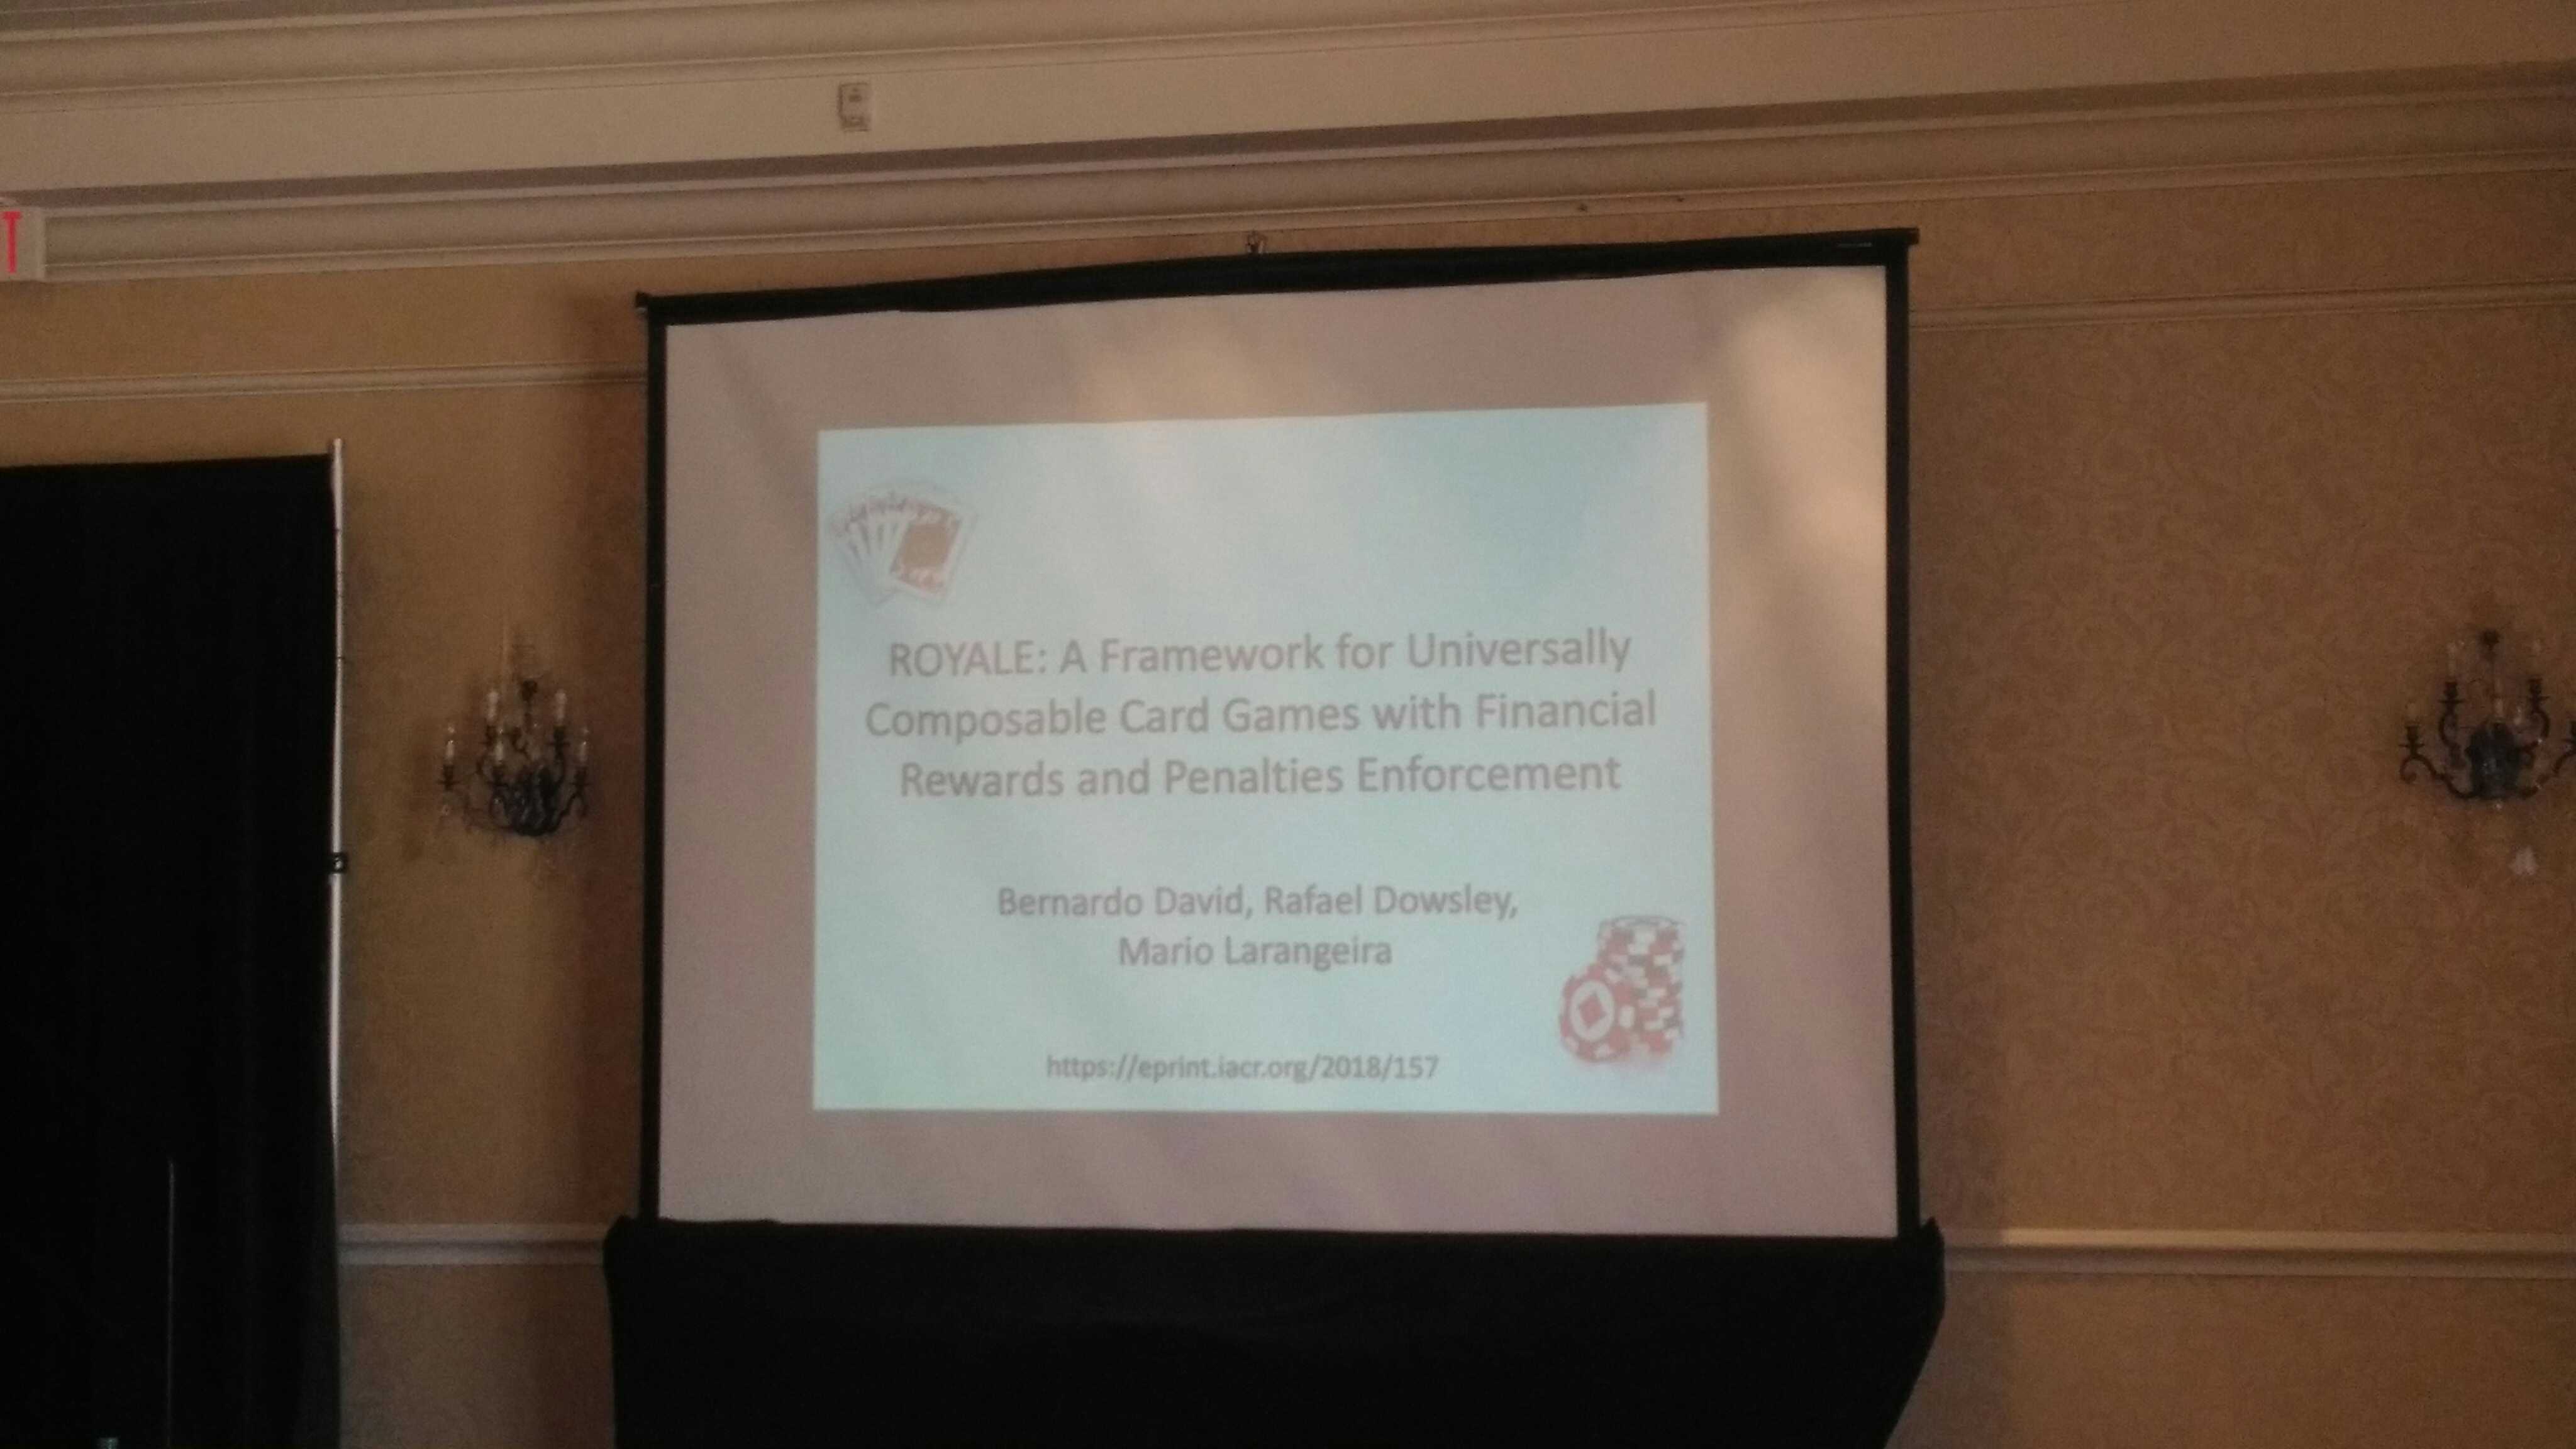 T
ROYALE: A Framework for Universally
Composable Card Games with Financial
Rewards and Penalties Enforcement
Bernardo David, Rafael Dowsley,
Mario Larangeira
https://eprint.iacr.org/2018/157